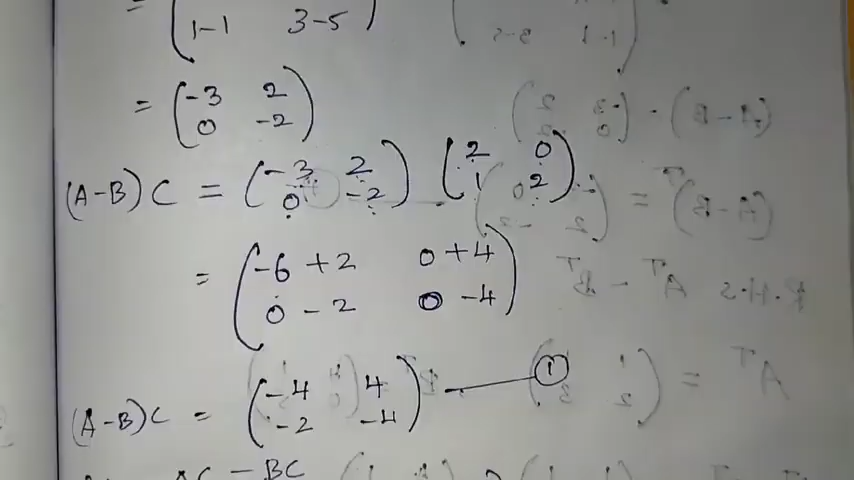 = ( 1-1 3-5 )
= ( -3 2
0 -2 )
(A-B)C = ( -3 2 ) ( 2 0
0 -2 ) 1 2 )
= ( -6 + 2 0 + 4
0 - 2 0 - 4 )
(A-B)C = ( -4 4 ) — 1
-2 -4 )
AC - BC